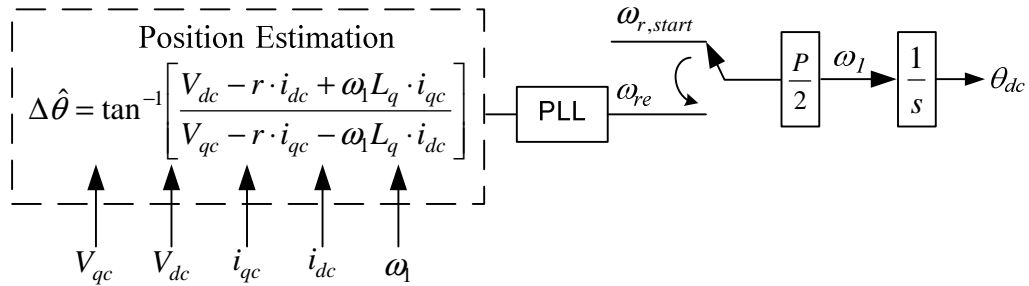 Position Estimation
Δθ̂ = tan⁻¹[(V_dc − r · i_dc + ω₁L_q · i_qc) / (V_qc − r · i_qc − ω₁L_q · i_dc)]
V_qc
V_dc
i_qc
i_dc
ω₁
PLL
ω_r,start
ω_re
P/2
ω₁
1/s
θ_dc